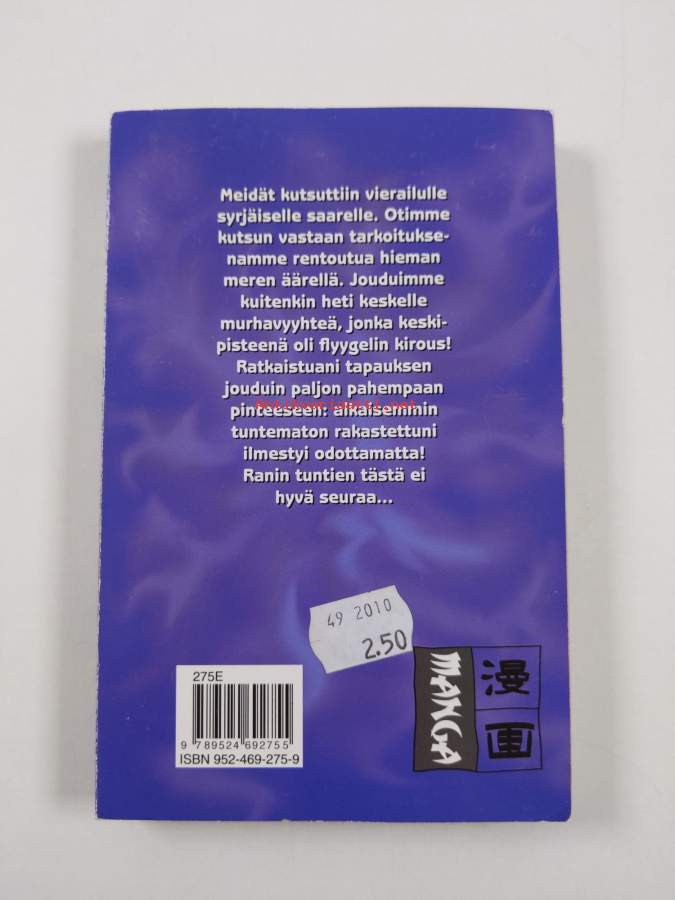 Meidät kutsuttiin vierailulle
syrjäiselle saarelle. Otimme
kutsun vastaan tarkoitukse-
namme rentoutua hieman
meren äärellä. Jouduimme
kuitenkin heti keskelle
murhavyyhteä, jonka keski-
pisteenä oli flyygelin kirous!
Ratkaistuani tapauksen
jouduin paljon pahempaan
pinteeseen: aikaisemmin
Antikvariaatti.net
tuntematon rakastettuni
ilmestyi odottamatta!
Ranin tuntien tästä ei
hyvä seuraa...
49 2010
2.50
MANGA
漫画
275E
9 789524 692755
ISBN 952-469-275-9